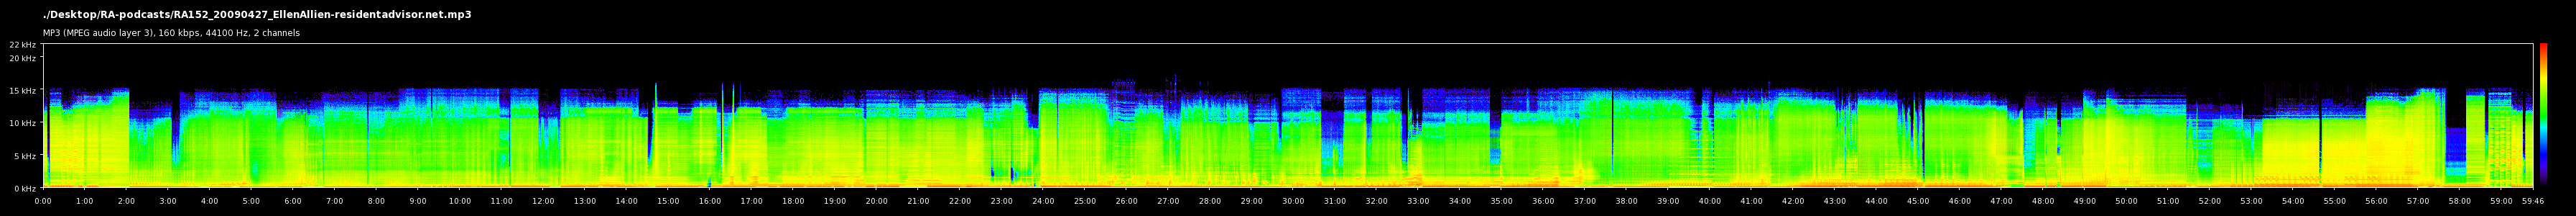 ./Desktop/RA-podcasts/RA152_20090427_EllenAllien-residentadvisor.net.mp3
MP3 (MPEG audio layer 3), 160 kbps, 44100 Hz, 2 channels
22 kHz
20 kHz
15 kHz
10 kHz
5 kHz
0 kHz
0:00 1:00 2:00 3:00 4:00 5:00 6:00 7:00 8:00 9:00 10:00 11:00 12:00 13:00 14:00 15:00 16:00 17:00 18:00 19:00 20:00 21:00 22:00 23:00 24:00 25:00 26:00 27:00 28:00 29:00 30:00 31:00 32:00 33:00 34:00 35:00 36:00 37:00 38:00 39:00 40:00 41:00 42:00 43:00 44:00 45:00 46:00 47:00 48:00 49:00 50:00 51:00 52:00 53:00 54:00 55:00 56:00 57:00 58:00 59:00 59:46